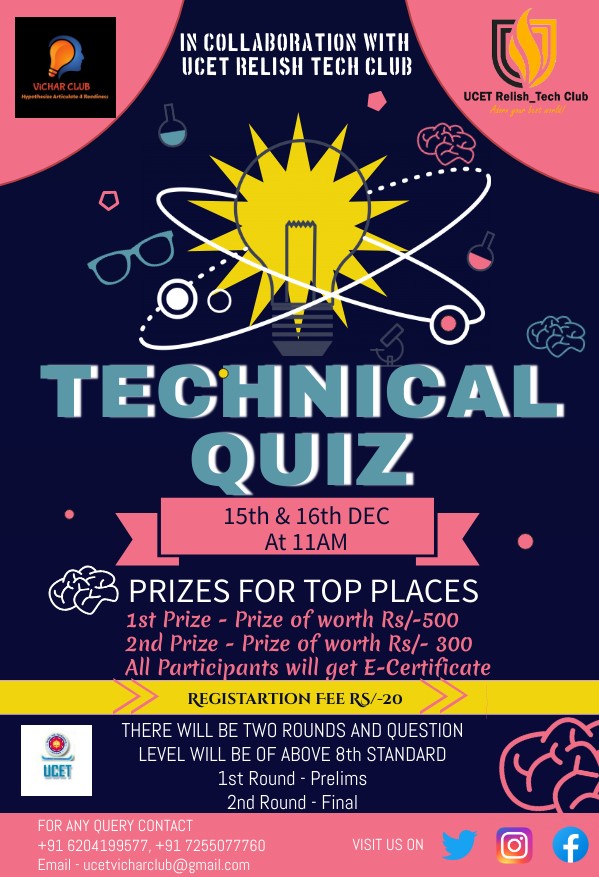 IN COLLABORATION WITH
UCET RELISH TECH CLUB
ViCHAR CLUB
Hypothesize Articulate & Readiness
UCET Relish_Tech Club
TECHNICAL
QUIZ
15th & 16th DEC
At 11AM
PRIZES FOR TOP PLACES
1st Prize - Prize of worth Rs/-500
2nd Prize - Prize of worth Rs/- 300
All Participants will get E-Certificate
REGISTARTION FEE RS/-20
THERE WILL BE TWO ROUNDS AND QUESTION
LEVEL WILL BE OF ABOVE 8th STANDARD
1st Round - Prelims
2nd Round - Final
UCET
FOR ANY QUERY CONTACT
+91 6204199577, +91 7255077760
Email - ucetvicharclub@gmail.com
VISIT US ON